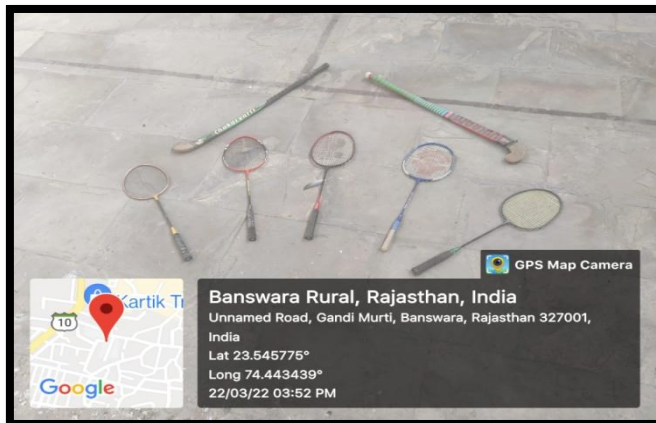 GPS Map Camera
Kartik Tr
10
Google
Banswara Rural, Rajasthan, India
Unnamed Road, Gandi Murti, Banswara, Rajasthan 327001,
India
Lat 23.545775°
Long 74.443439°
22/03/22 03:52 PM